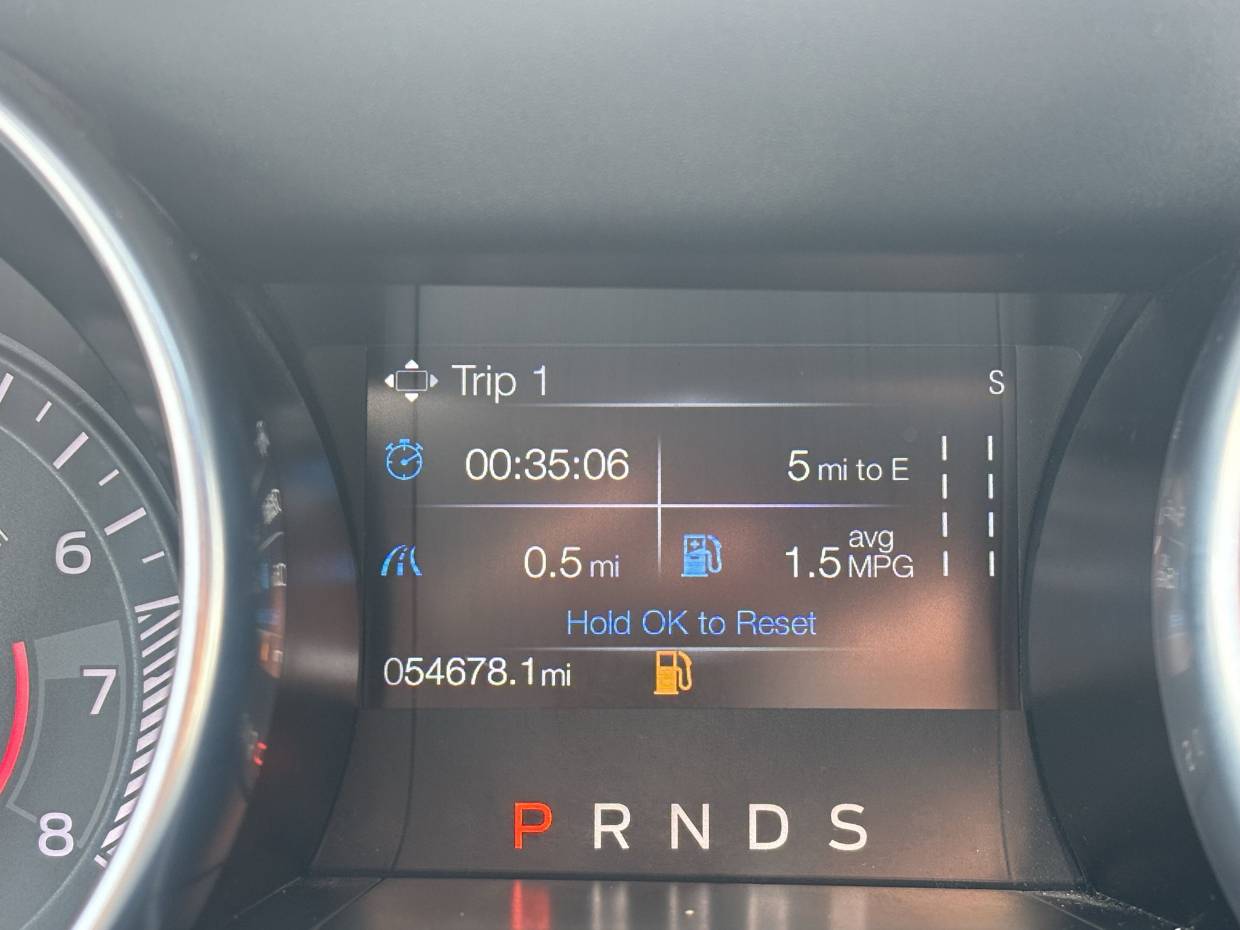 Trip 1 S
00:35:06 5 mi to E
0.5 mi 1.5 avg MPG
Hold OK to Reset
054678.1 mi
6
7
8
P R N D S